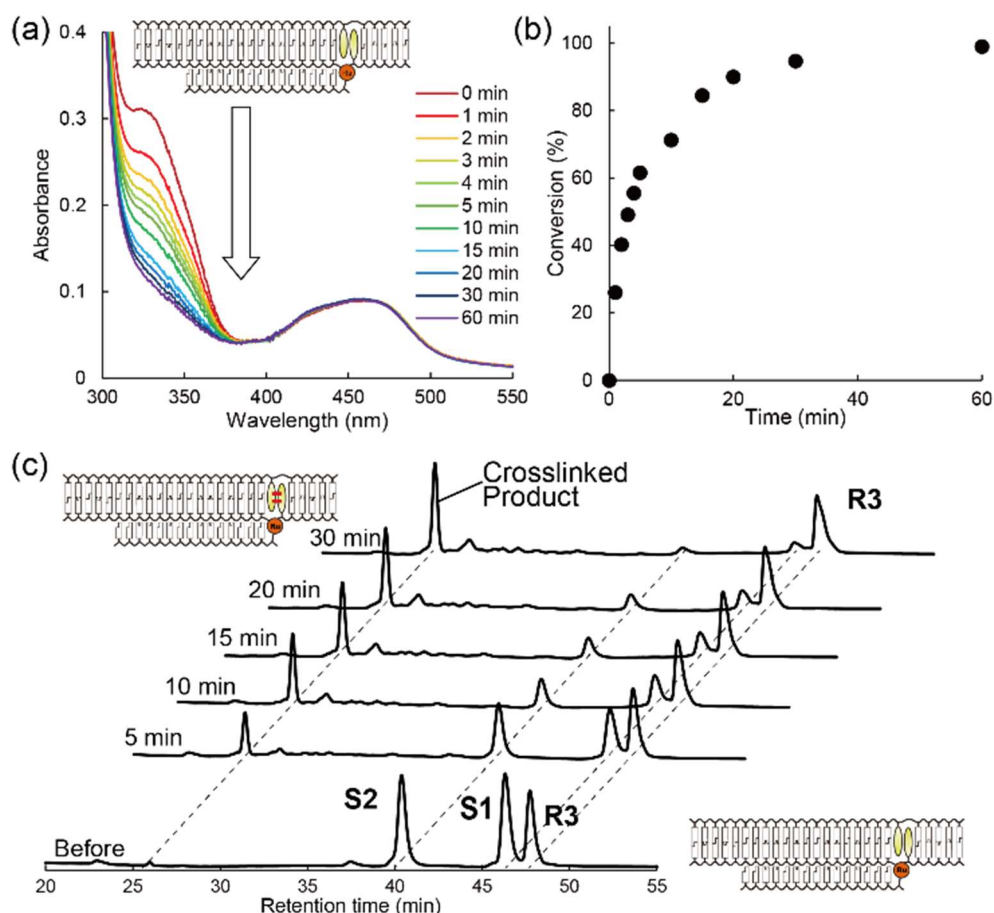 (a)
0.4
0.3
0.2
0.1
0
Absorbance
300
350
400
450
500
550
Wavelength (nm)
0 min
1 min
2 min
3 min
4 min
5 min
10 min
15 min
20 min
30 min
60 min
(b)
100
80
60
40
20
0
Conversion (%)
0
20
40
60
Time (min)
(c)
Ru
Crosslinked
Product
R3
30 min
20 min
15 min
10 min
5 min
S2
S1
R3
Before
Ru
20
25
30
35
40
45
50
55
Retention time (min)